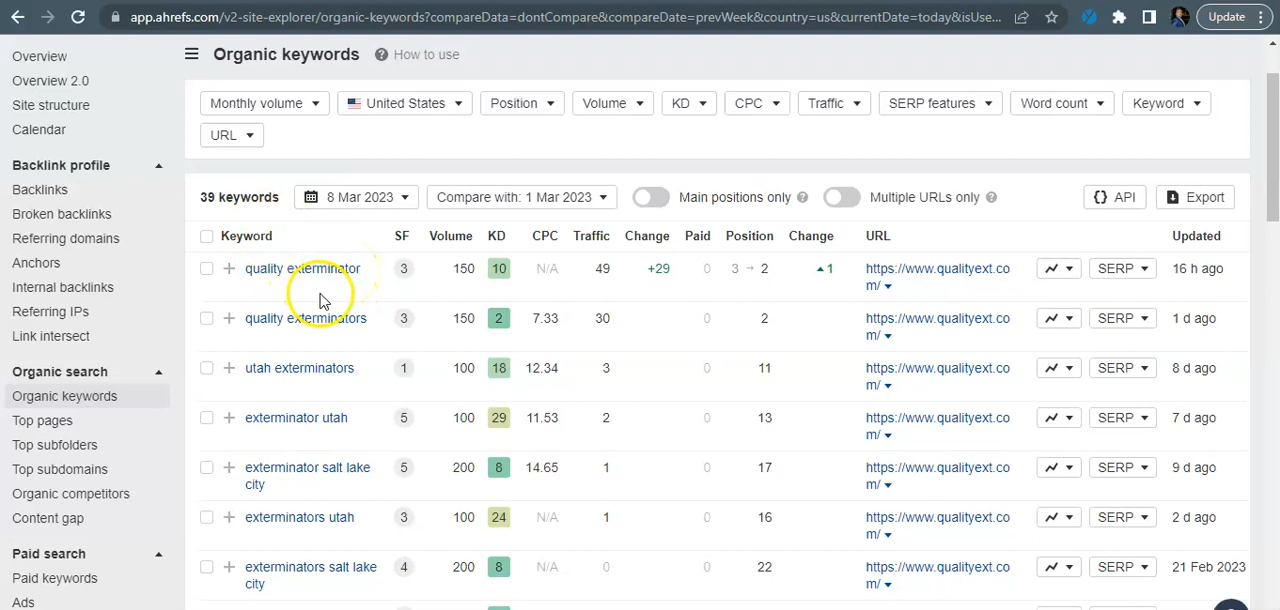 app.ahrefs.com/v2-site-explorer/organic-keywords?compareData=dontCompare&compareDate=prevWeek&country=us&currentDate=today&isUse...
Update
Overview
Overview 2.0
Site structure
Calendar
Backlink profile
Backlinks
Broken backlinks
Referring domains
Anchors
Internal backlinks
Referring IPs
Link intersect
Organic search
Organic keywords
Top pages
Top subfolders
Top subdomains
Organic competitors
Content gap
Paid search
Paid keywords
Ads
Organic keywords ? How to use
Monthly volume United States Position Volume KD CPC Traffic SERP features Word count Keyword
URL
39 keywords 8 Mar 2023 Compare with: 1 Mar 2023 Main positions only ? Multiple URLs only ? {} API Export
Keyword SF Volume KD CPC Traffic Change Paid Position Change URL Updated
quality exterminator 3 150 10 N/A 49 +29 0 3 → 2 ▲1 https://www.qualityext.co SERP 16 h ago
m/
quality exterminators 3 150 2 7.33 30 0 2 https://www.qualityext.co SERP 1 d ago
m/
utah exterminators 1 100 18 12.34 3 0 11 https://www.qualityext.co SERP 8 d ago
m/
exterminator utah 5 100 29 11.53 2 0 13 https://www.qualityext.co SERP 7 d ago
m/
exterminator salt lake 5 200 8 14.65 1 0 17 https://www.qualityext.co SERP 9 d ago
city m/
exterminators utah 3 100 24 N/A 1 0 16 https://www.qualityext.co SERP 2 d ago
m/
exterminators salt lake 4 200 8 N/A 0 0 22 https://www.qualityext.co SERP 21 Feb 2023
city m/